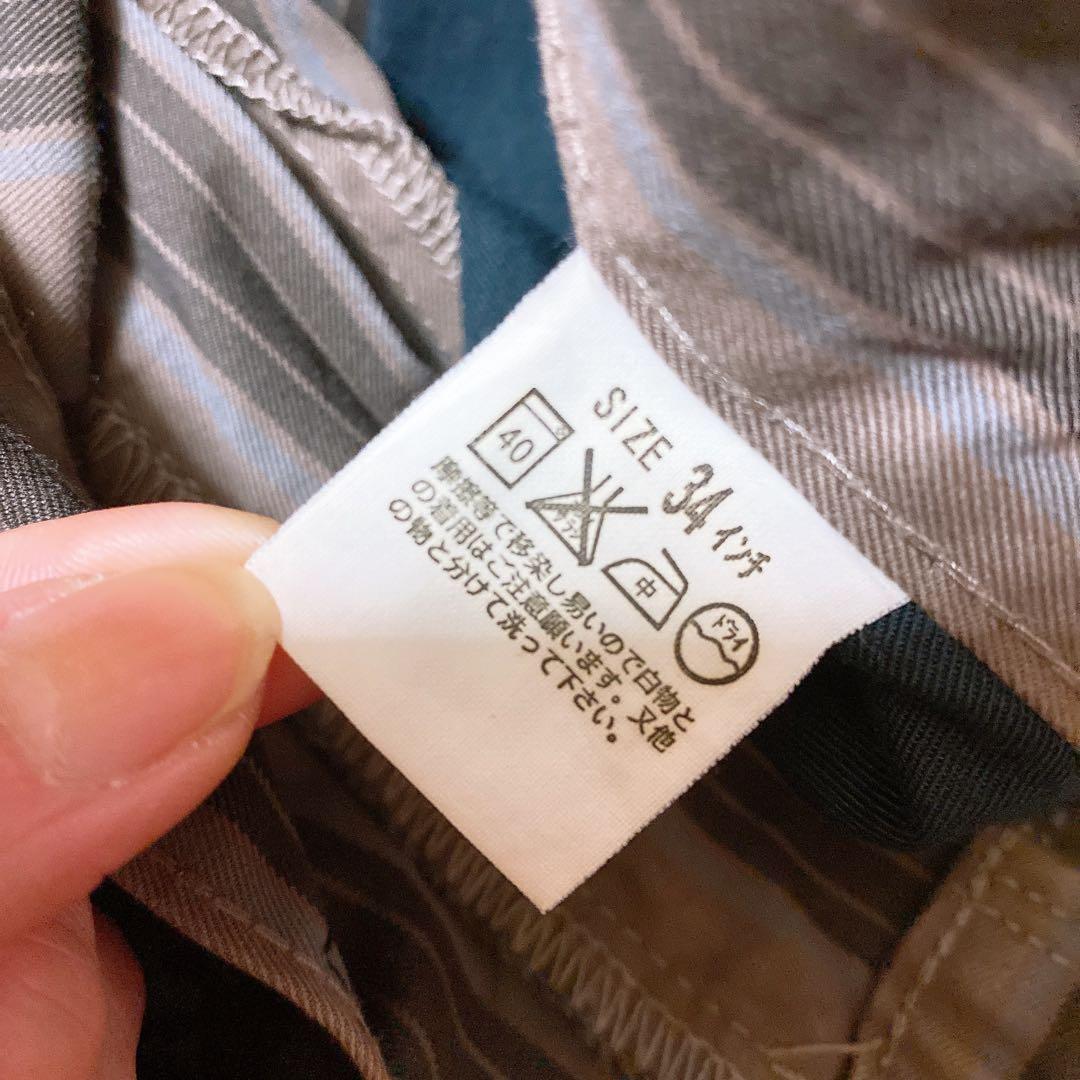 SIZE 34 インチ
40
中
ドライ
摩擦等で移染し易いので白物と
の着用はご注意願います。又他
の物と分けて洗って下さい。